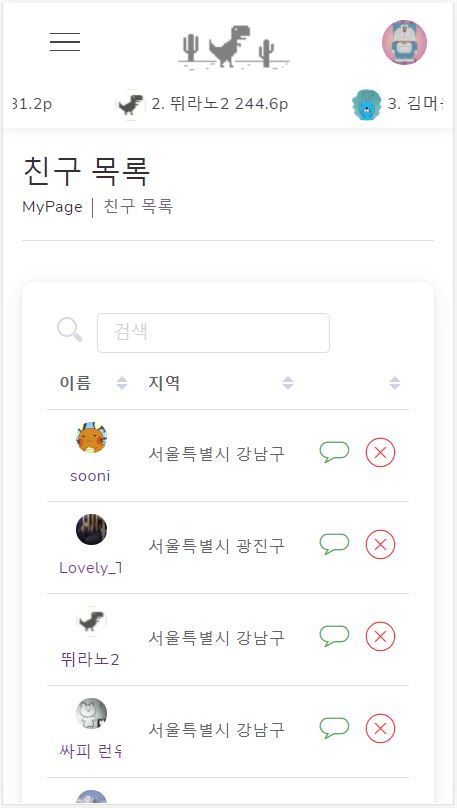 31.2p 2. 뛰라노2 244.6p 3. 김머
친구 목록
MyPage | 친구 목록
검색
이름 지역
서울특별시 강남구
sooni
서울특별시 광진구
Lovely_T
서울특별시 강남구
뛰라노2
서울특별시 강남구
싸피 런유